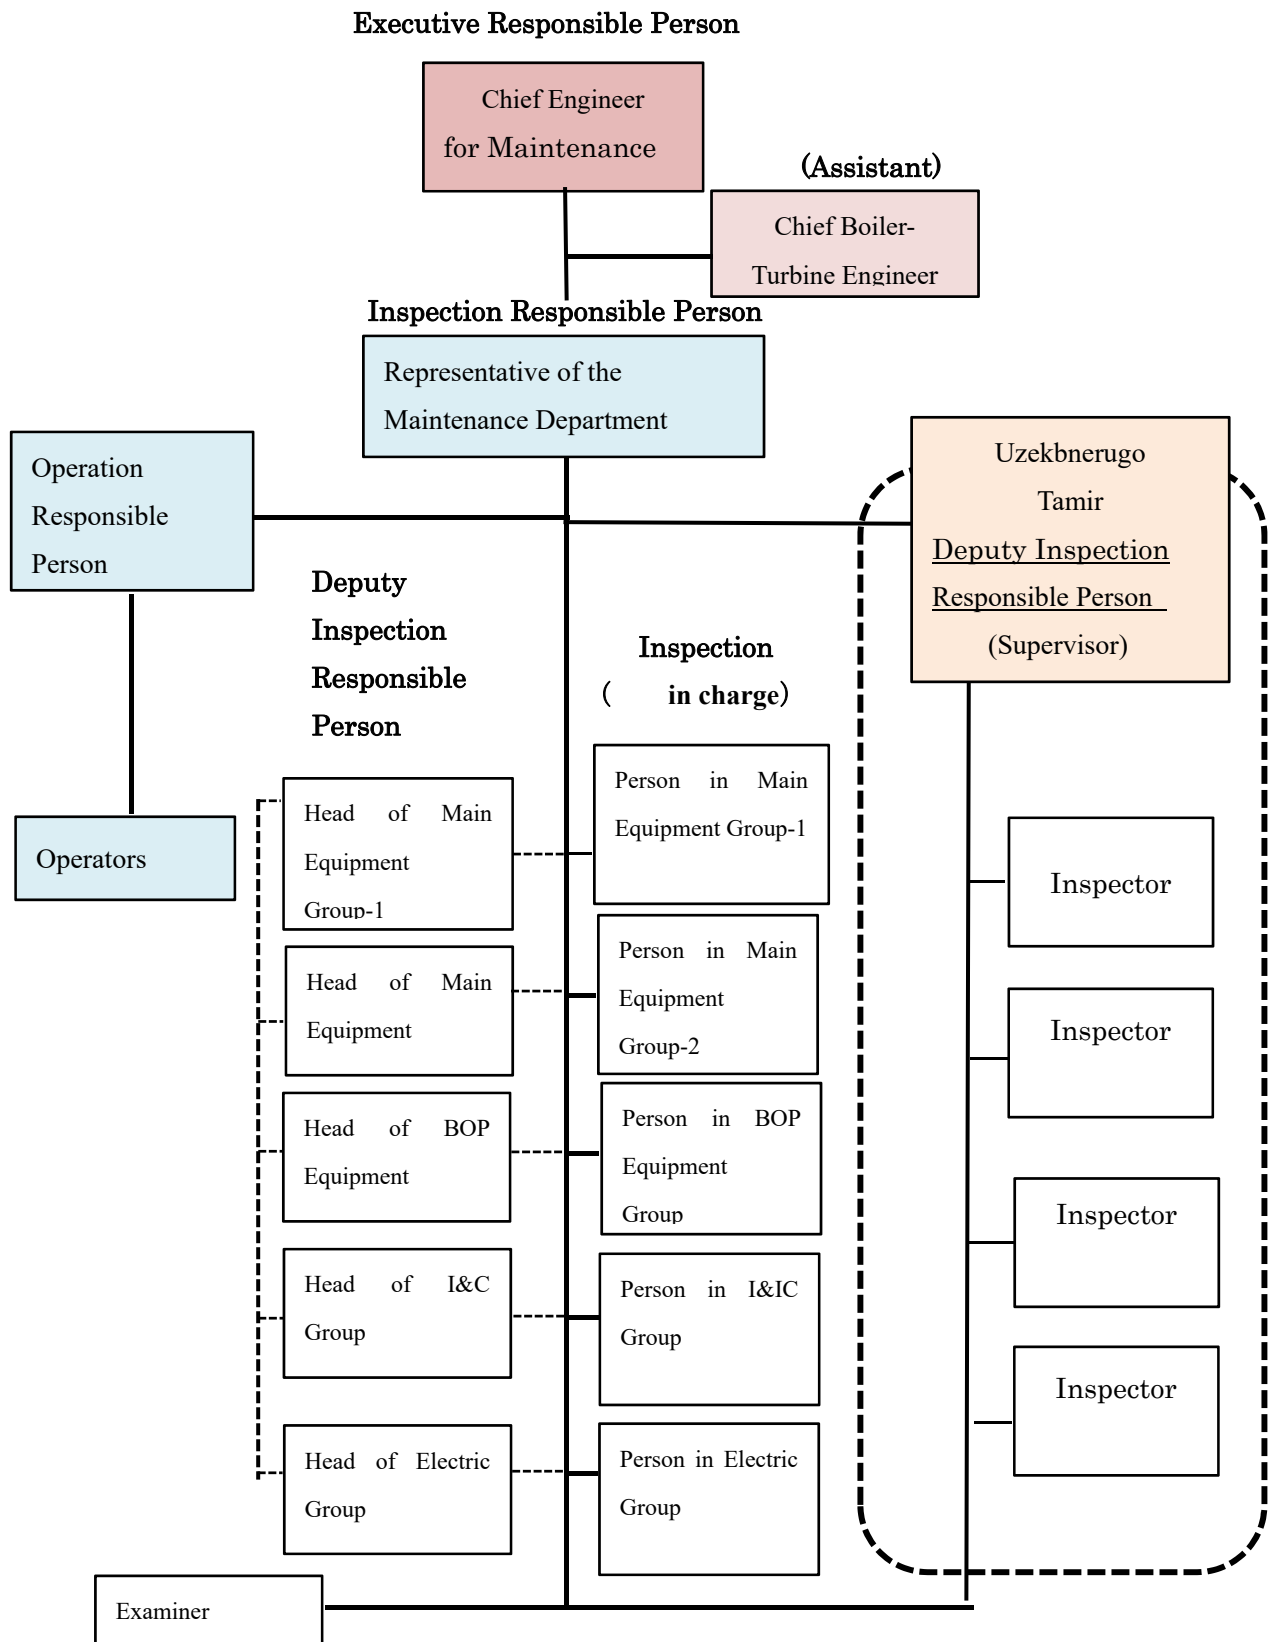 Executive Responsible Person
Chief Engineer
for Maintenance
(Assistant)
Chief Boiler-
Turbine Engineer
Inspection Responsible Person
Representative of the
Maintenance Department
Operation
Responsible
Person
Uzekbnerugo
Tamir
Deputy Inspection
Responsible Person
(Supervisor)
Deputy
Inspection
Responsible
Person
Inspection
( in charge)
Operators
Head of Main
Equipment
Group-1
Person in Main
Equipment Group-1
Inspector
Head of Main
Equipment
Person in Main
Equipment
Group-2
Inspector
Head of BOP
Equipment
Person in BOP
Equipment
Group
Inspector
Head of I&C
Group
Person in I&IC
Group
Inspector
Head of Electric
Group
Person in Electric
Group
Examiner